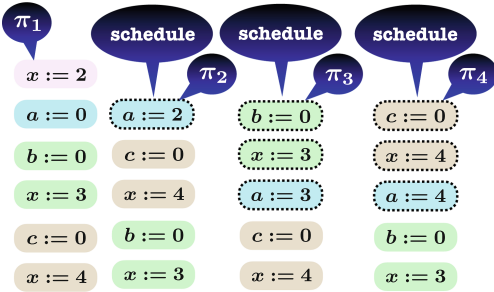 π1
x := 2
a := 0
b := 0
x := 3
c := 0
x := 4
schedule
π2
a := 2
c := 0
x := 4
b := 0
x := 3
schedule
π3
b := 0
x := 3
a := 3
c := 0
x := 4
schedule
π4
c := 0
x := 4
a := 4
b := 0
x := 3